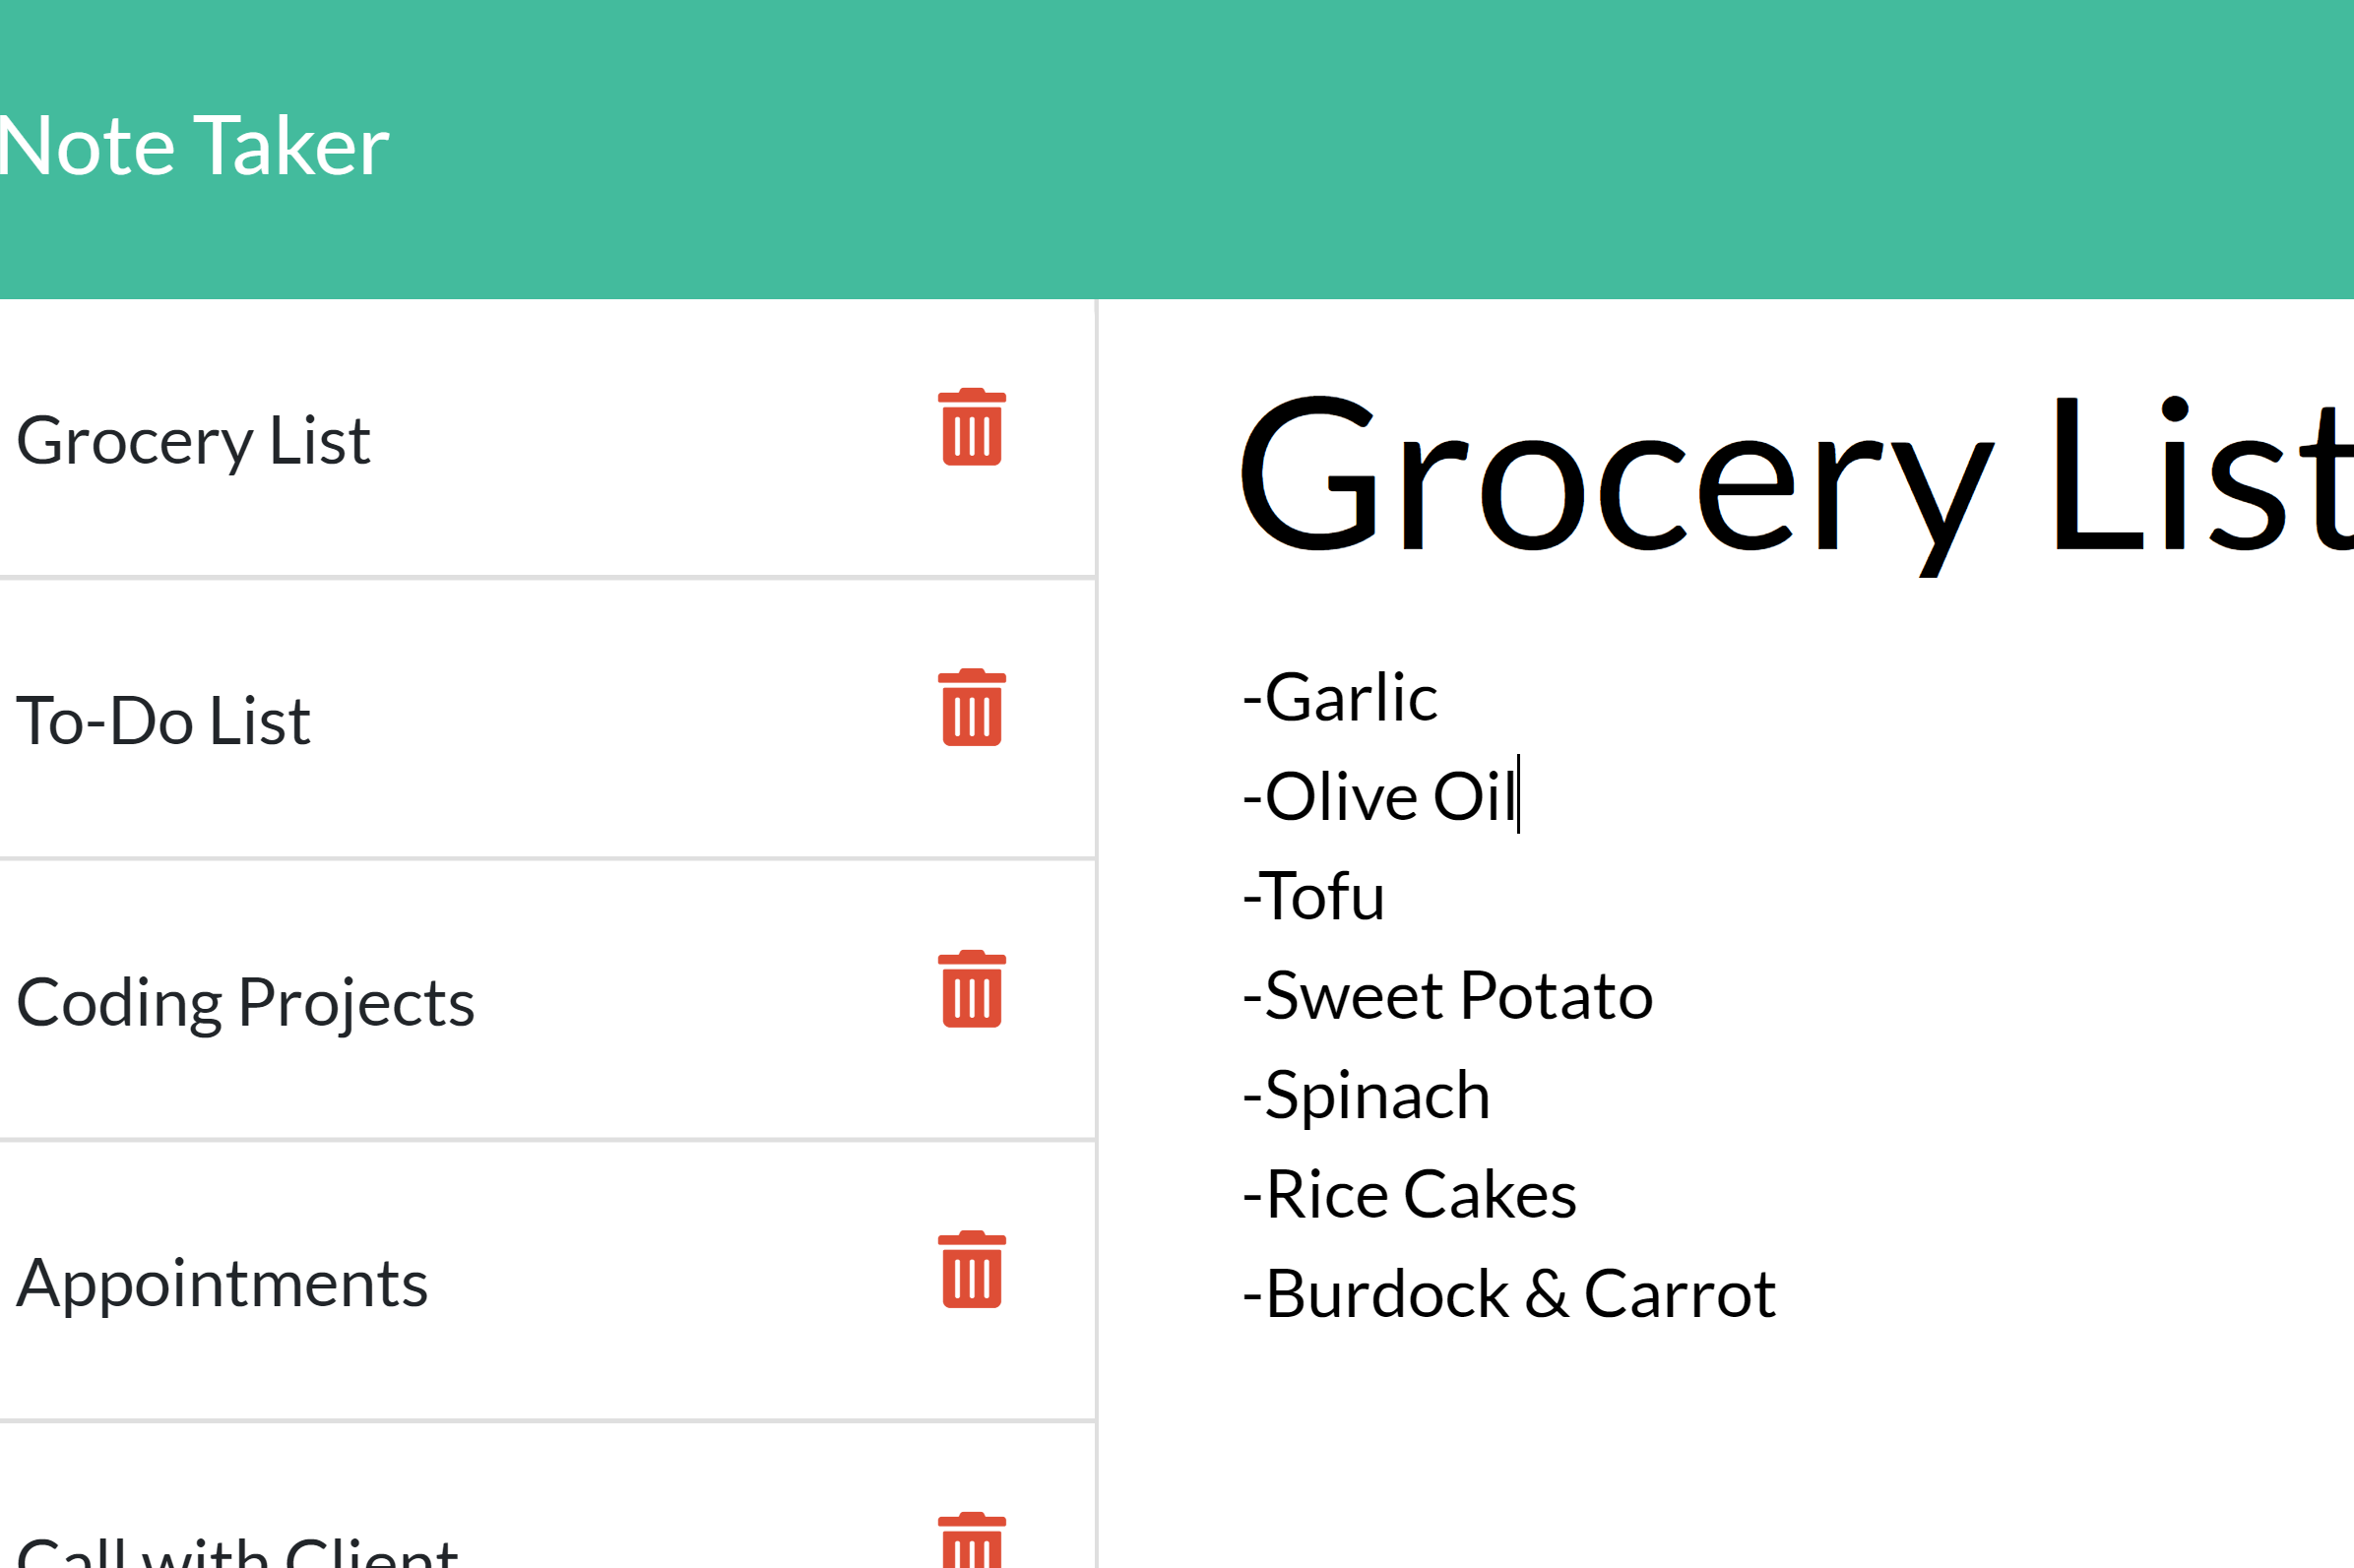 Note Taker
Grocery List
To-Do List
Coding Projects
Appointments
Call with Client
Grocery List
-Garlic
-Olive Oil
-Tofu
-Sweet Potato
-Spinach
-Rice Cakes
-Burdock & Carrot